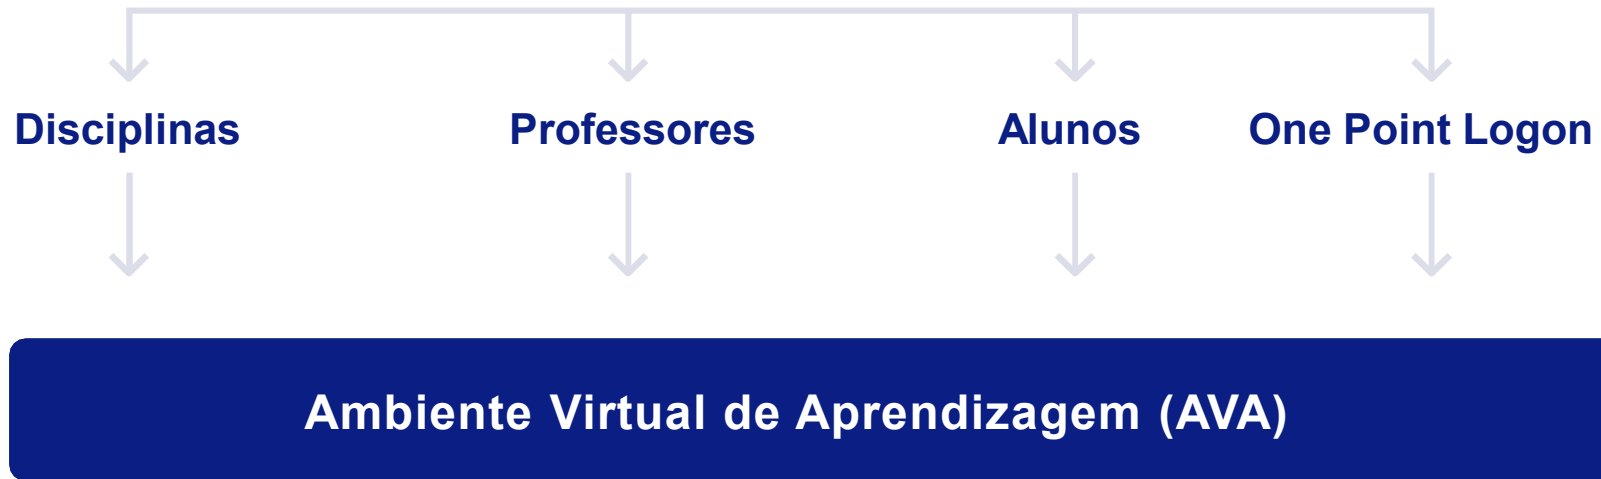 Disciplinas Professores Alunos One Point Logon
Ambiente Virtual de Aprendizagem (AVA)